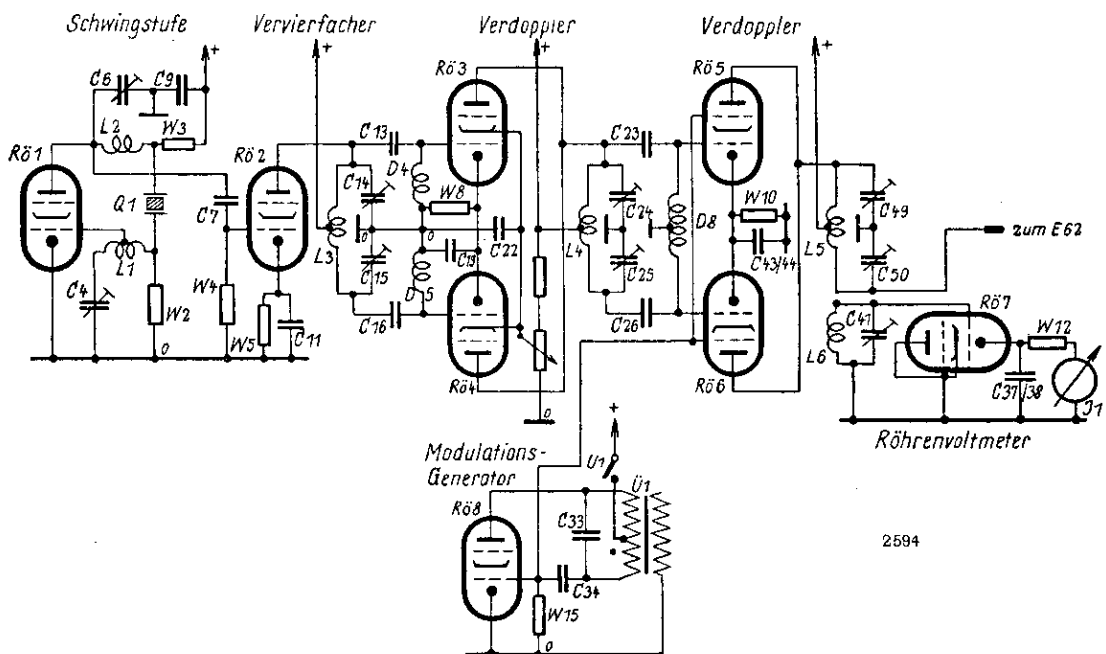 Schwingstufe
Vervierfacher
Verdoppler
Verdoppler
+
+
+
+
C6
C9
L2
W3
Rö1
Q1
C7
L1
C4
W2
0
W4
Rö2
W5
C11
L3
C13
C14
0
C15
C16
D4
W8
0
C19
D5
Rö3
C22
Rö4
0
L4
C23
C24
C25
C26
D8
Rö5
W10
C43/44
Rö6
L5
C49
C50
zum E62
L6
C41
Rö7
W12
C37/38
J1
Röhrenvoltmeter
Modulations-
Generator
Rö8
+
U1
Ü1
C33
C34
W15
0
2594